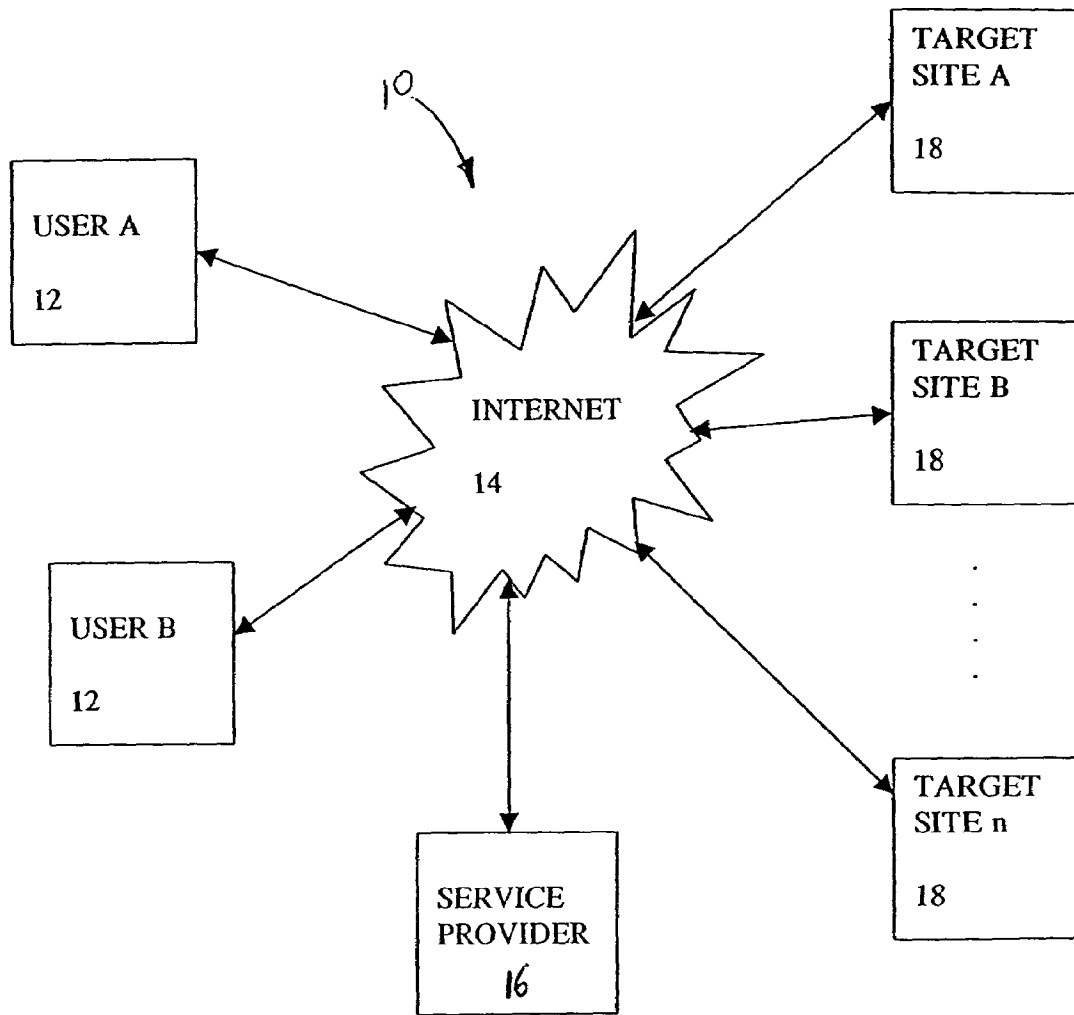 10
TARGET
SITE A
18
USER A
12
TARGET
SITE B
18
INTERNET
14
USER B
12
TARGET
SITE n
18
SERVICE
PROVIDER
16